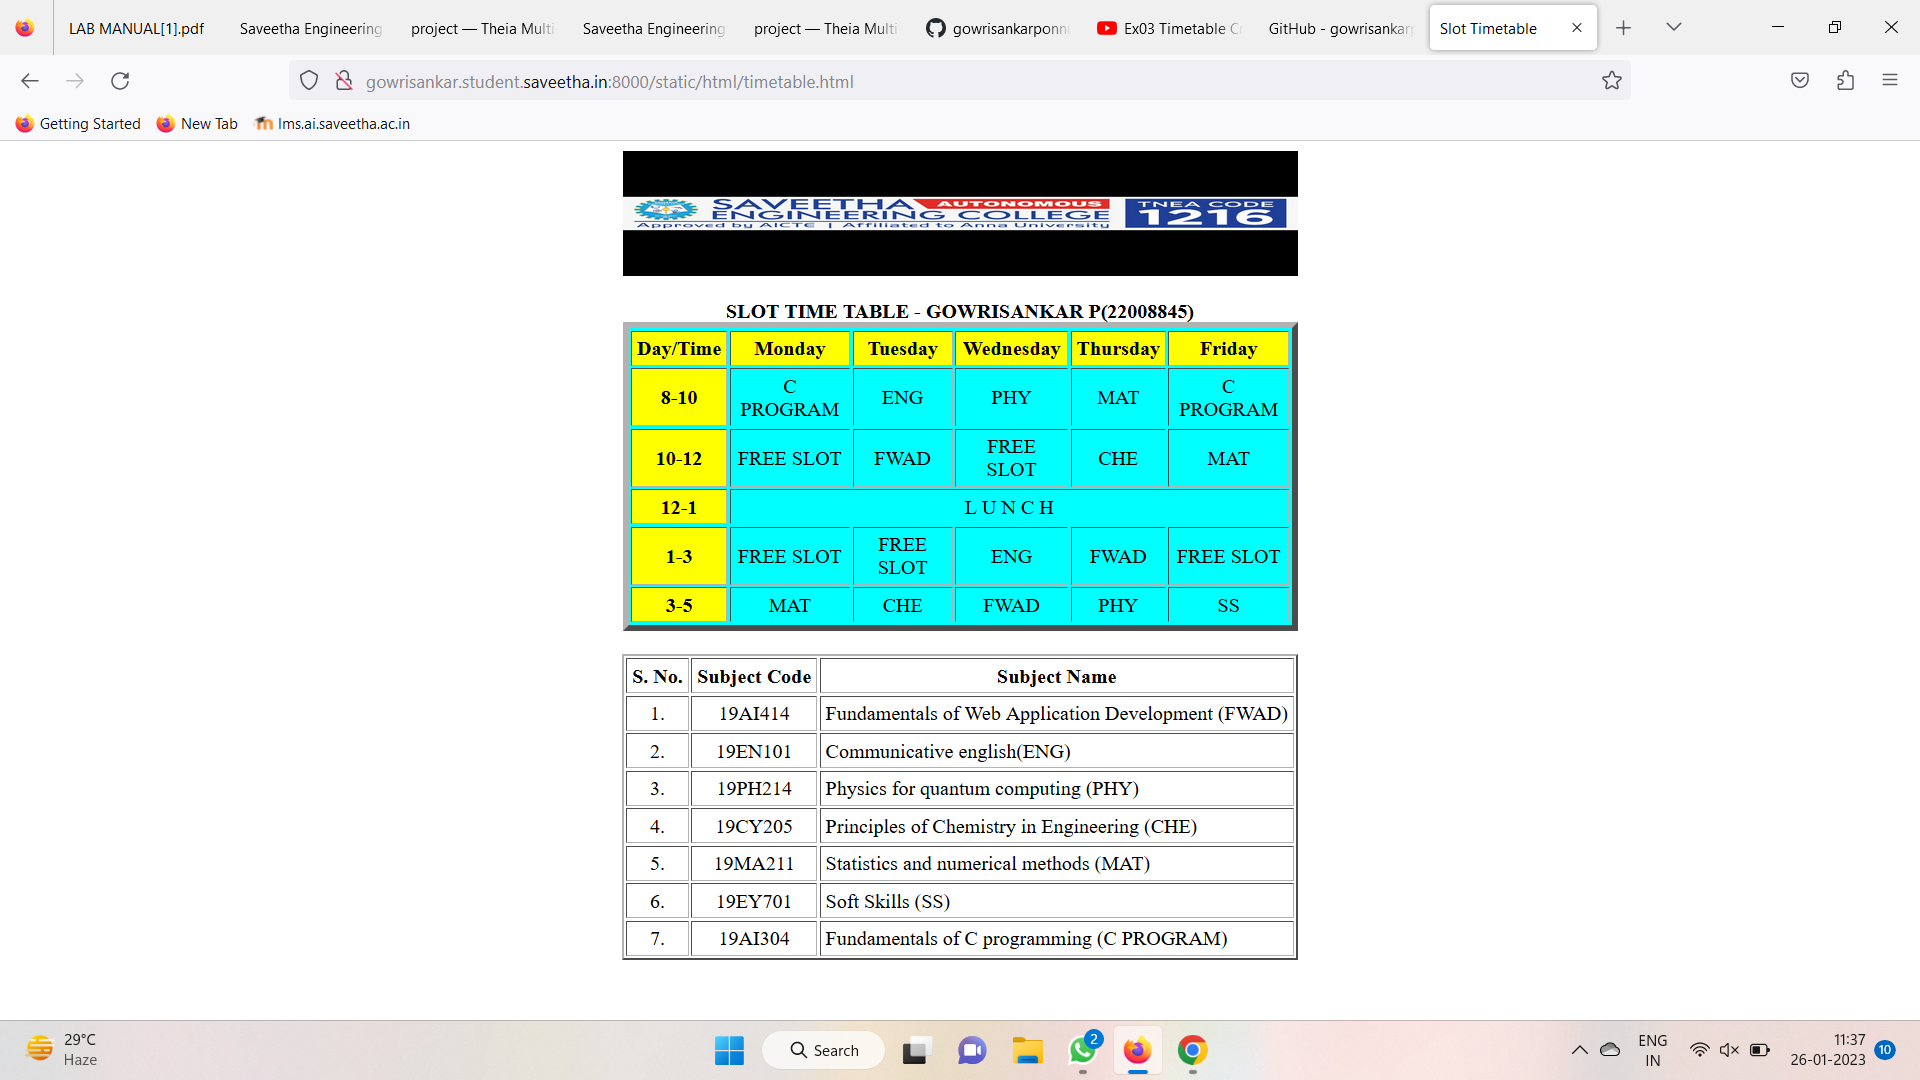 LAB MANUAL[1].pdf
Saveetha Engineering
project — Theia Multi
Saveetha Engineering
project — Theia Multi
gowrisankarponn
Ex03 Timetable C
GitHub - gowrisankar
Slot Timetable
gowrisankar.student.saveetha.in:8000/static/html/timetable.html
Getting Started
New Tab
lms.ai.saveetha.ac.in
SAVEETHA AUTONOMOUS
ENGINEERING COLLEGE
Approved by AICTE | Affiliated to Anna University
TNEA CODE
1216
SLOT TIME TABLE - GOWRISANKAR P(22008845)
Day/Time Monday Tuesday Wednesday Thursday Friday
8-10 C PROGRAM ENG PHY MAT C PROGRAM
10-12 FREE SLOT FWAD FREE SLOT CHE MAT
12-1 L U N C H
1-3 FREE SLOT FREE SLOT ENG FWAD FREE SLOT
3-5 MAT CHE FWAD PHY SS
S. No. Subject Code Subject Name
1. 19AI414 Fundamentals of Web Application Development (FWAD)
2. 19EN101 Communicative english(ENG)
3. 19PH214 Physics for quantum computing (PHY)
4. 19CY205 Principles of Chemistry in Engineering (CHE)
5. 19MA211 Statistics and numerical methods (MAT)
6. 19EY701 Soft Skills (SS)
7. 19AI304 Fundamentals of C programming (C PROGRAM)
29°C
Haze
Search
2
ENG
IN
11:37
26-01-2023
10